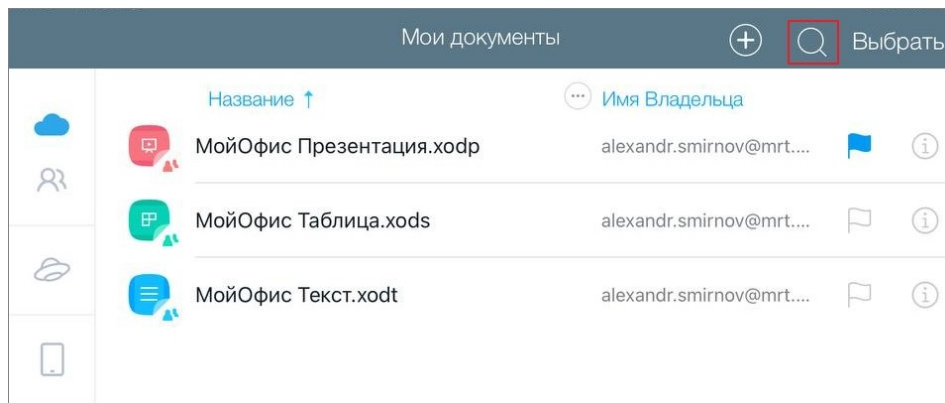 Мои документы Выбрать
Название ↑ Имя Владельца
МойОфис Презентация.xodp alexandr.smirnov@mrt....
МойОфис Таблица.xods alexandr.smirnov@mrt....
МойОфис Текст.xodt alexandr.smirnov@mrt....